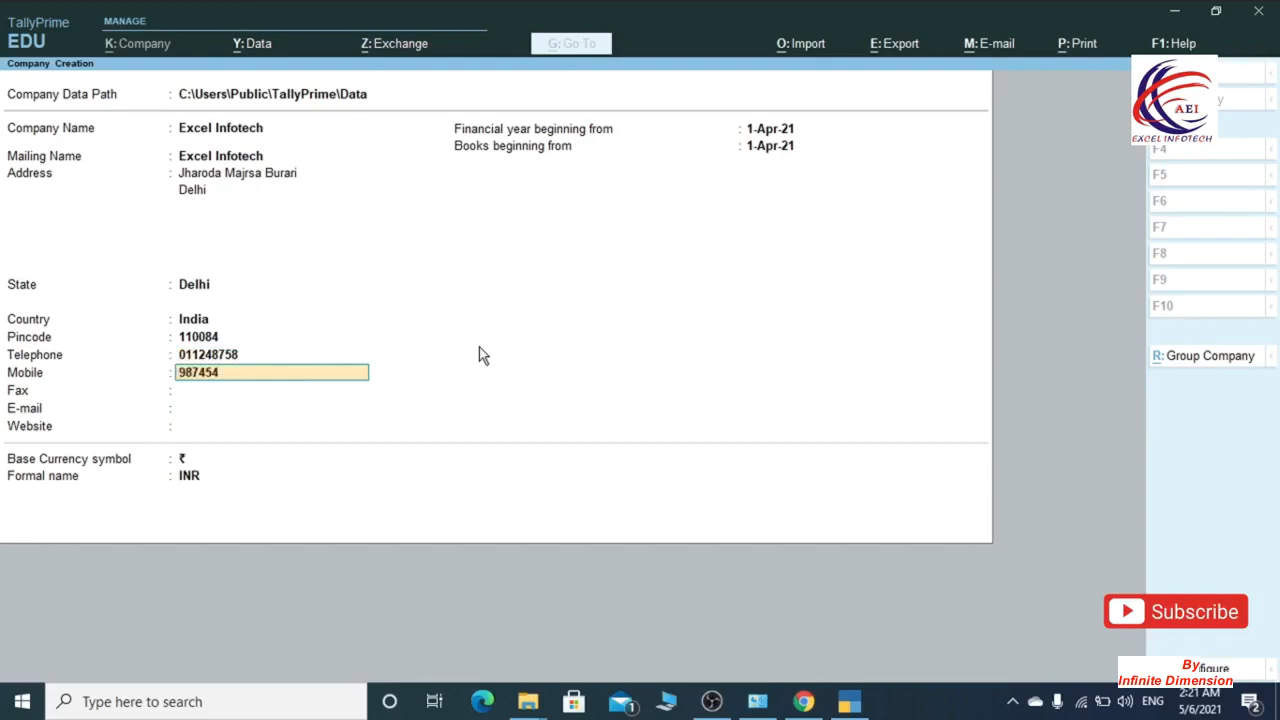 TallyPrime
EDU
MANAGE
K: Company
Y: Data
Z: Exchange
G: Go To
O: Import
E: Export
M: E-mail
P: Print
F1: Help
Company Creation
Company Data Path : C:\Users\Public\TallyPrime\Data
Company Name : Excel Infotech
Financial year beginning from : 1-Apr-21
Books beginning from : 1-Apr-21
Mailing Name : Excel Infotech
Address : Jharoda Majrsa Burari
Delhi
State : Delhi
Country : India
Pincode : 110084
Telephone : 011248758
Mobile : 987454
Fax :
E-mail :
Website :
Base Currency symbol : ₹
Formal name : INR
AEI
EXCEL INFOTECH
F4
F5
F6
F7
F8
F9
F10
R: Group Company
Subscribe
By
Infinite Dimension
Type here to search
1
ENG
2:21 AM
5/6/2021
2